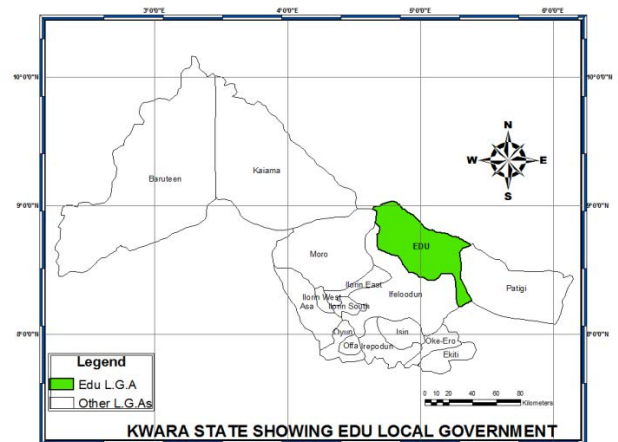 3°0'0"E 4°0'0"E 5°0'0"E 6°0'0"E
10°0'0"N 10°0'0"N
N
W E
S
Baruteen
Kaiama
9°0'0"N 9°0'0"N
EDU
Moro
Patigi
Ilorin East
Ifeloodun
Ilorin West
Asa
Ilorin South
8°0'0"N 8°0'0"N
Oyun
Isin
Oke-Ero
Offa
Irepodun
Ekiti
Legend
Edu L.G.A
Other L.G.As
0 5 10 20 40 60 80
Kilometers
KWARA STATE SHOWING EDU LOCAL GOVERNMENT